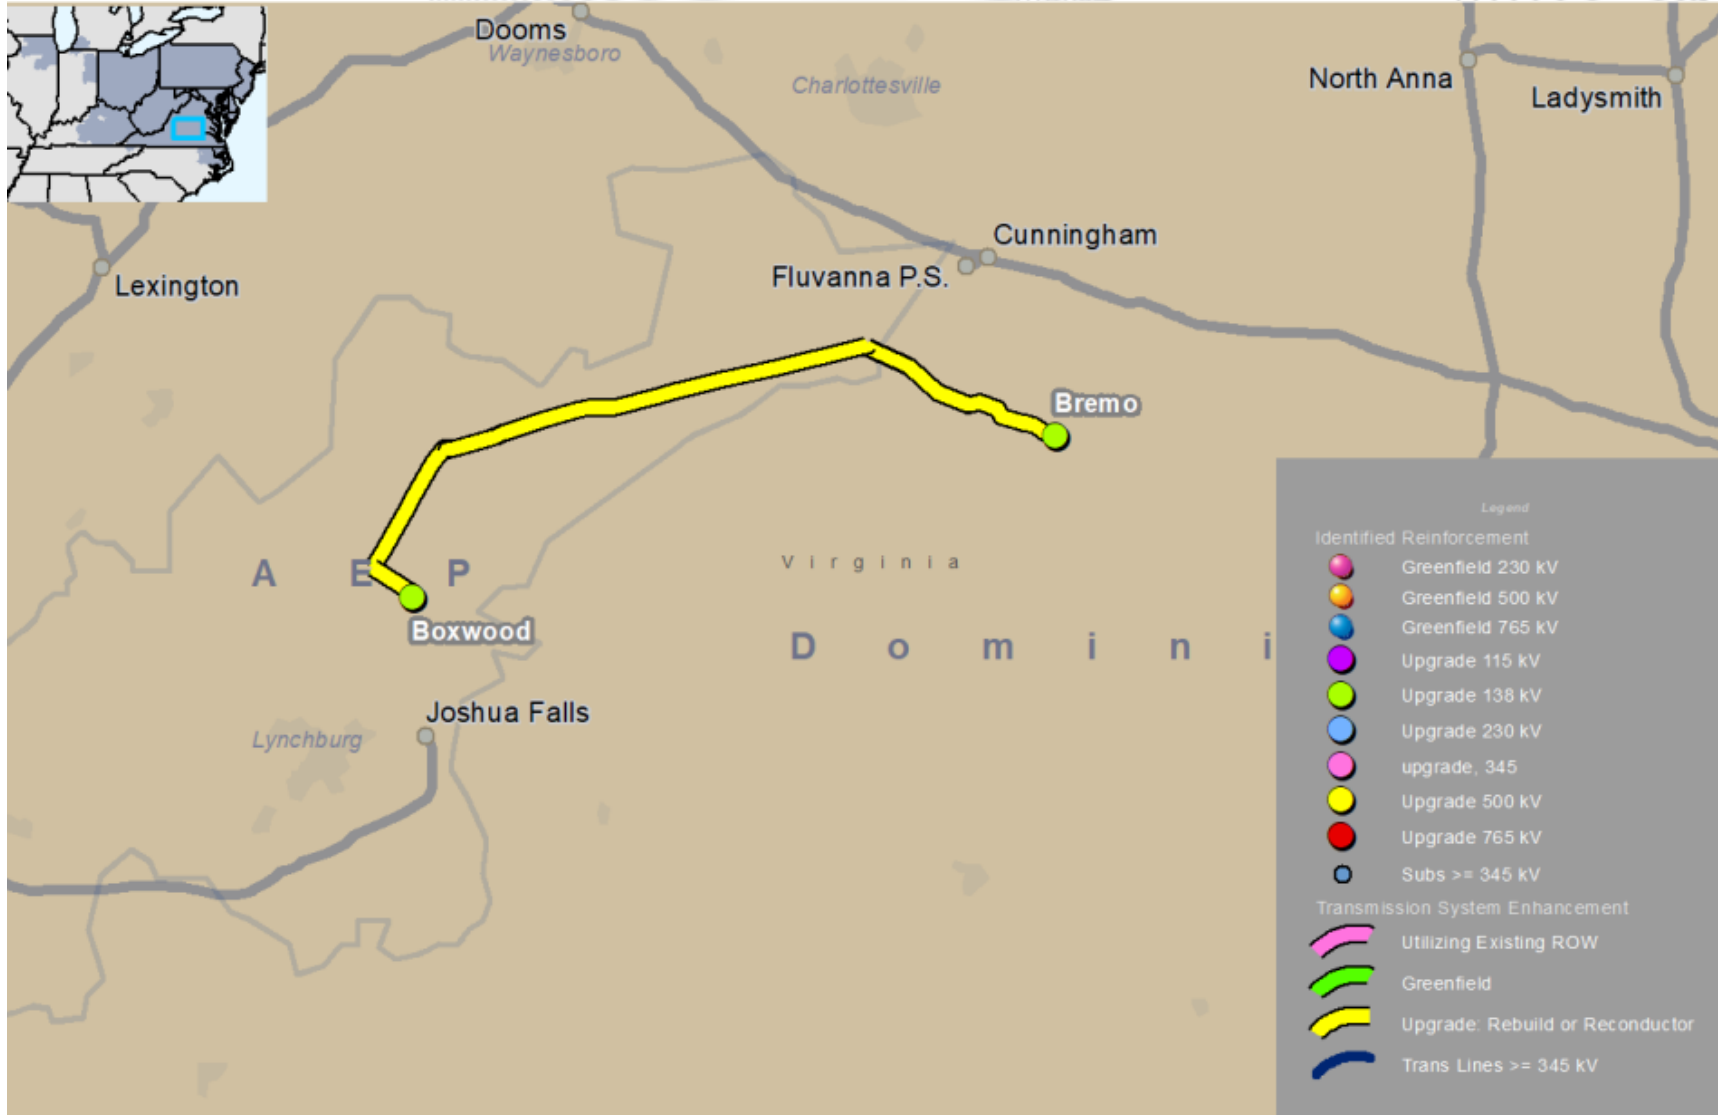 Dooms
Waynesboro
Charlottesville
North Anna
Ladysmith
Cunningham
Fluvanna P.S.
Lexington
Bremo
A E P
Virginia
Boxwood
Domini
Joshua Falls
Lynchburg
Legend
Identified Reinforcement
Greenfield 230 kV
Greenfield 500 kV
Greenfield 765 kV
Upgrade 115 kV
Upgrade 138 kV
Upgrade 230 kV
upgrade, 345
Upgrade 500 kV
Upgrade 765 kV
Subs >= 345 kV
Transmission System Enhancement
Utilizing Existing ROW
Greenfield
Upgrade: Rebuild or Reconductor
Trans Lines >= 345 kV